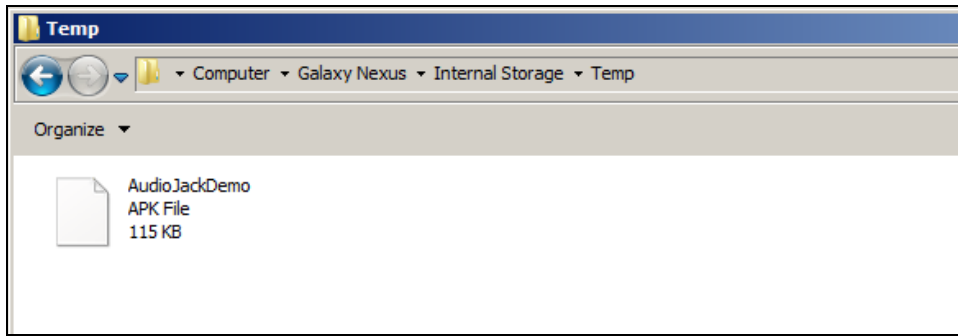 Temp
Computer Galaxy Nexus Internal Storage Temp
Organize
AudioJackDemo
APK File
115 KB